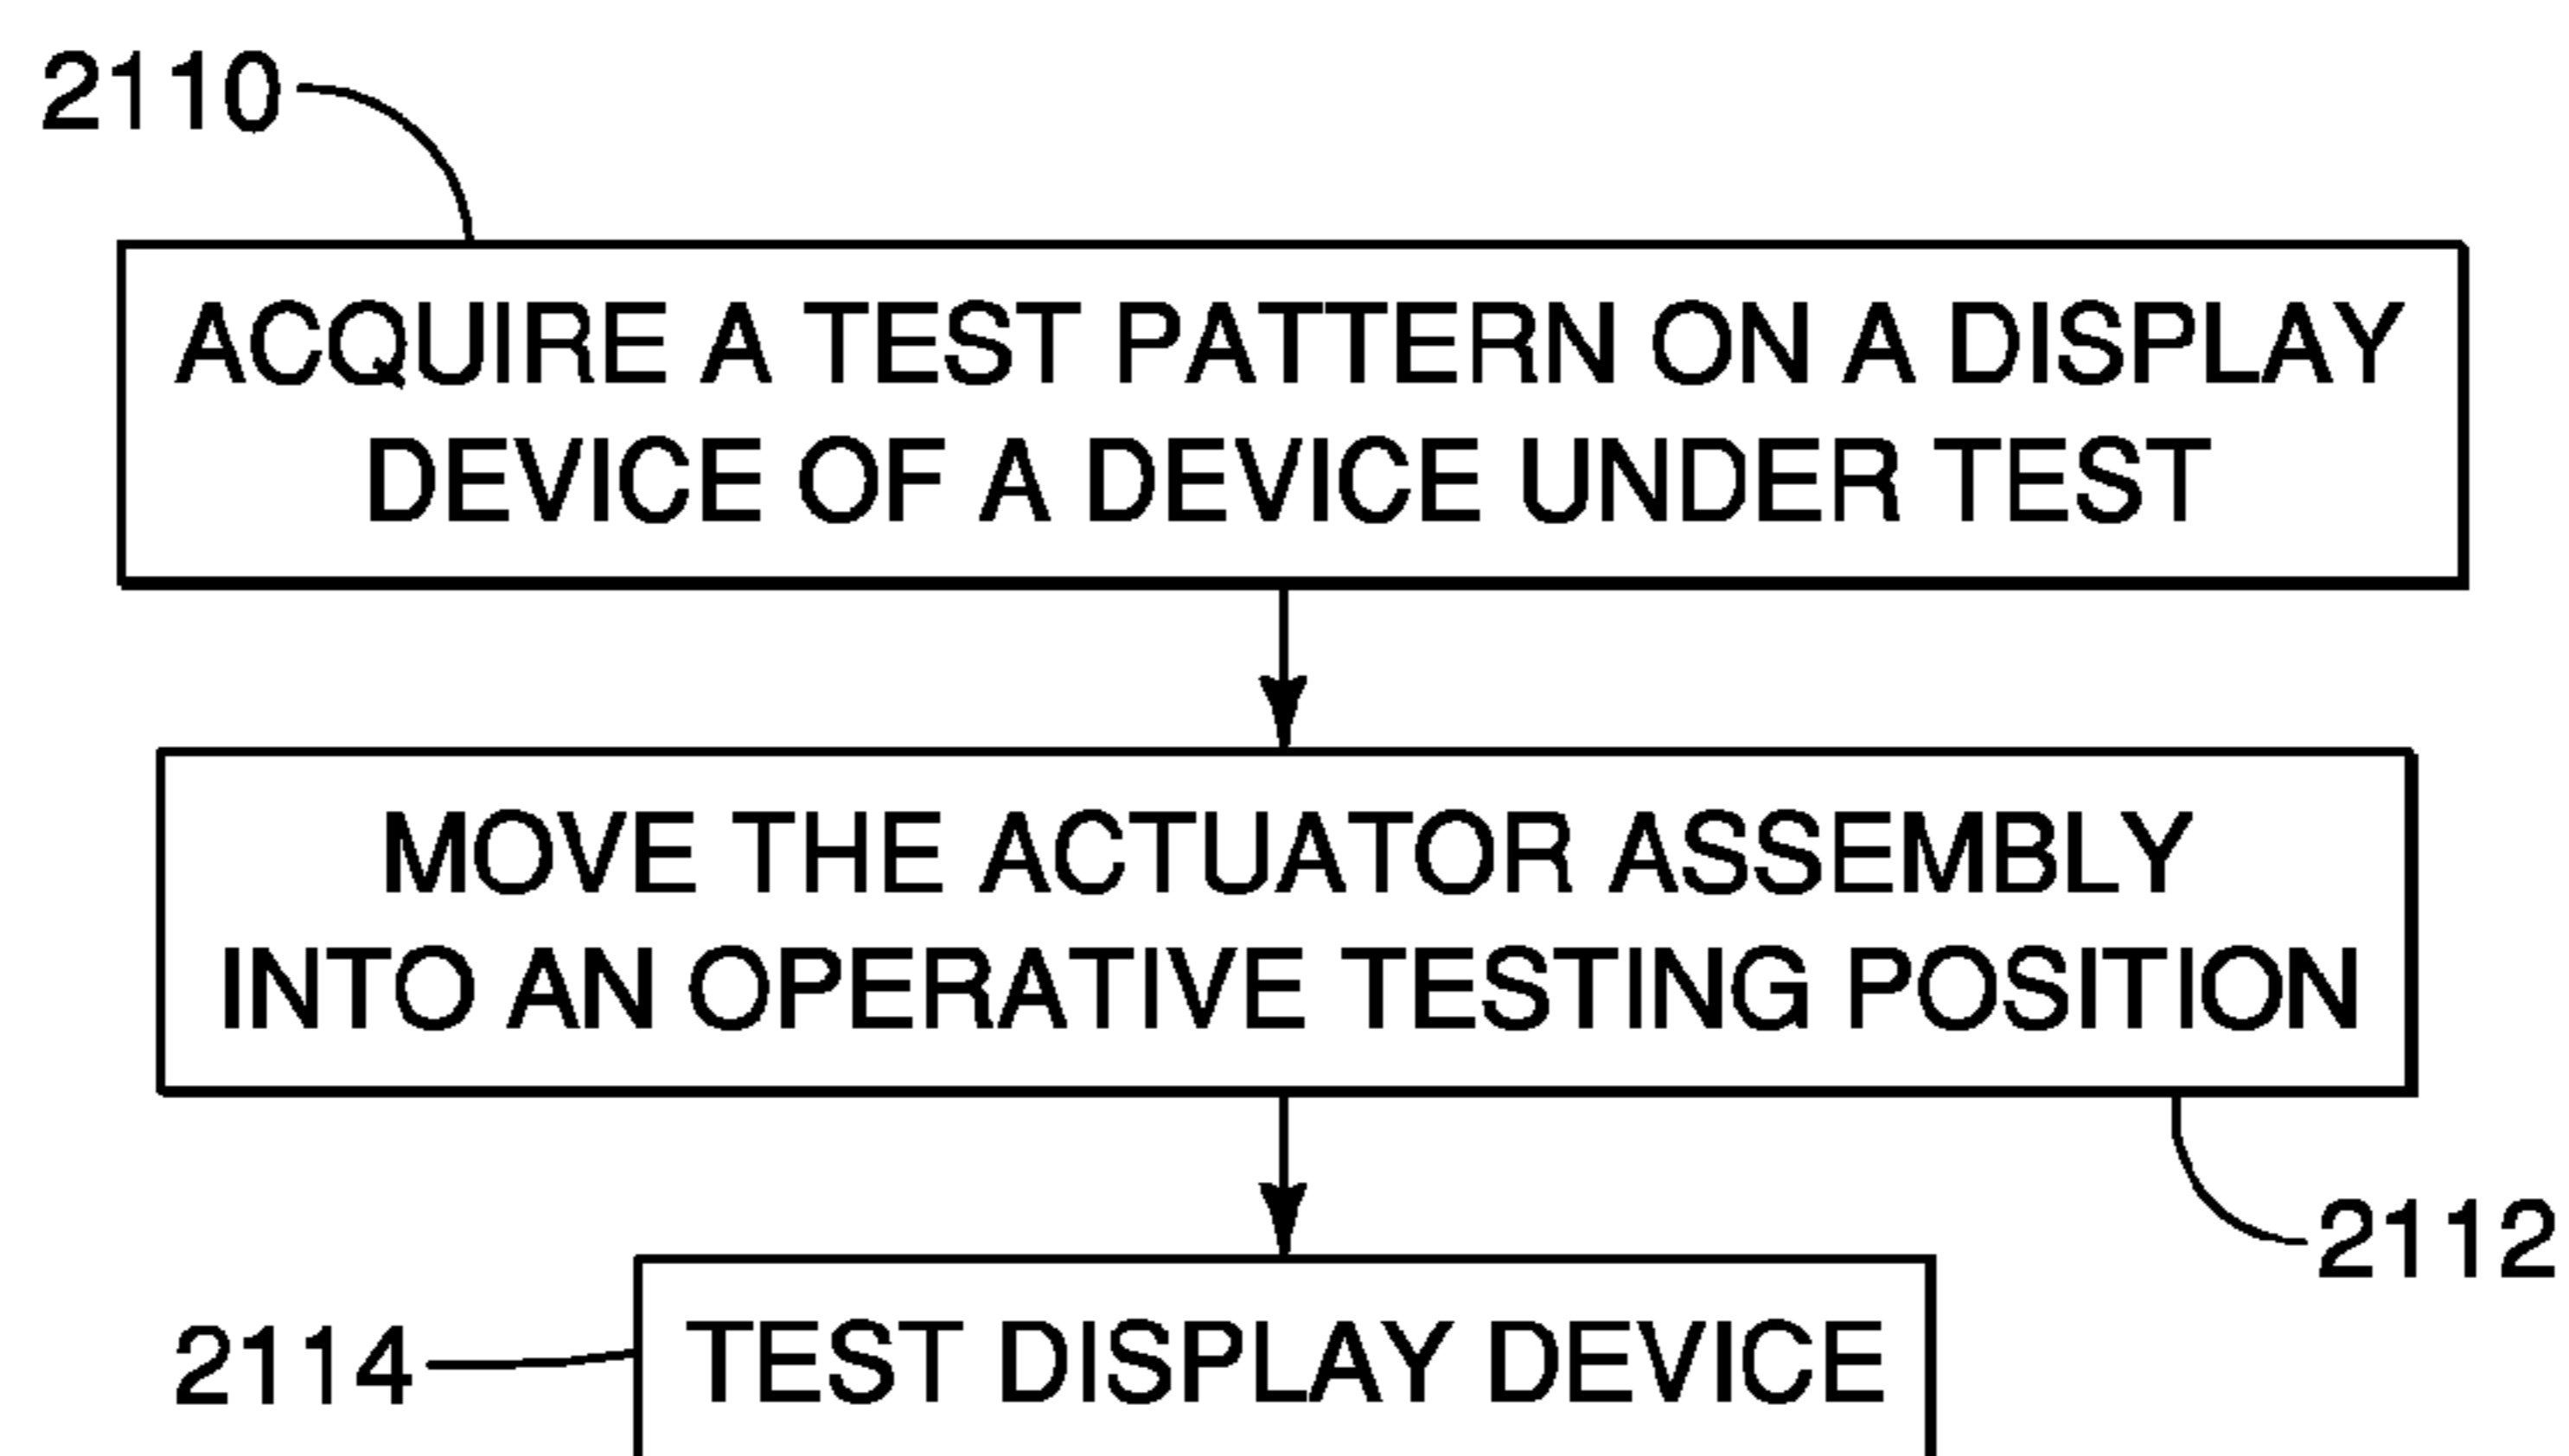 2110
ACQUIRE A TEST PATTERN ON A DISPLAY
DEVICE OF A DEVICE UNDER TEST
MOVE THE ACTUATOR ASSEMBLY
INTO AN OPERATIVE TESTING POSITION
2112
2114
TEST DISPLAY DEVICE